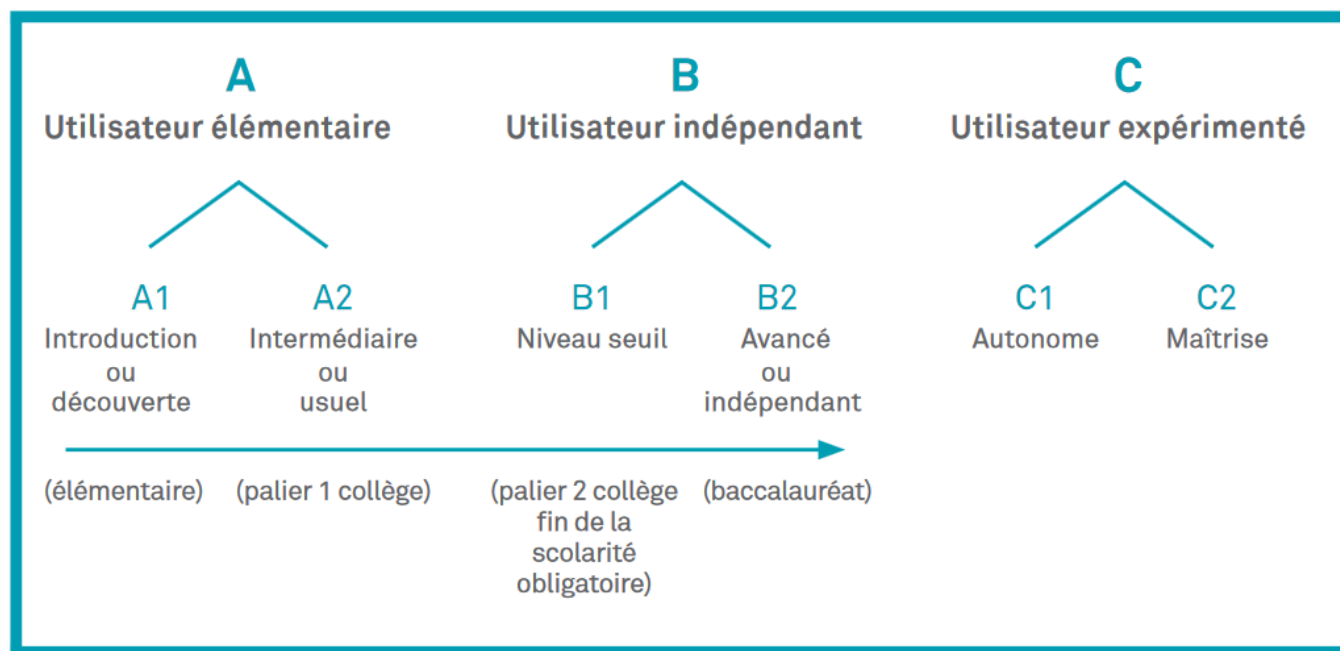 A
Utilisateur élémentaire
B
Utilisateur indépendant
C
Utilisateur expérimenté
A1
Introduction
ou
découverte
A2
Intermédiaire
ou
usuel
B1
Niveau seuil
B2
Avancé
ou
indépendant
C1
Autonome
C2
Maîtrise
(élémentaire)
(palier 1 collège)
(palier 2 collège
fin de la
scolarité
obligatoire)
(baccalauréat)